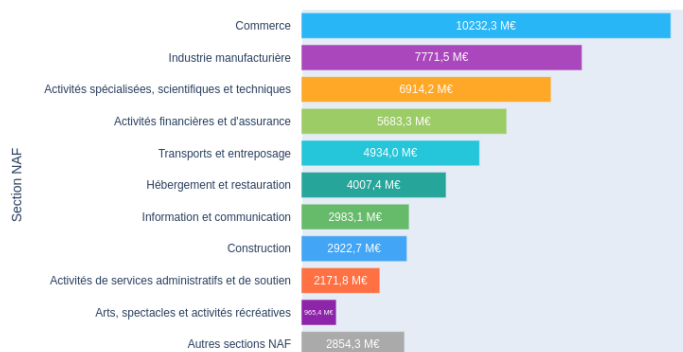 Commerce 10232,3 M€
Industrie manufacturière 7771,5 M€
Activités spécialisées, scientifiques et techniques 6914,2 M€
Activités financières et d'assurance 5683,3 M€
Transports et entreposage 4934,0 M€
Hébergement et restauration 4007,4 M€
Information et communication 2983,1 M€
Construction 2922,7 M€
Activités de services administratifs et de soutien 2171,8 M€
Arts, spectacles et activités récréatives 965,4 M€
Autres sections NAF 2854,3 M€
Section NAF